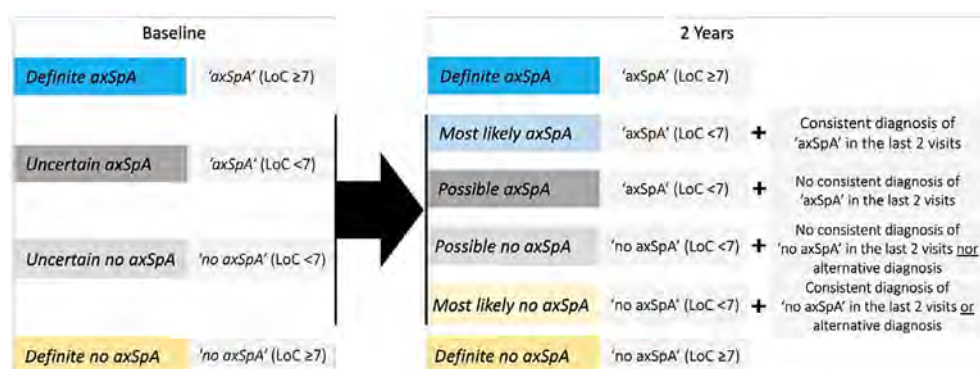 Baseline
Definite axSpA 'axSpA' (LoC ≥7)
Uncertain axSpA 'axSpA' (LoC <7)
Uncertain no axSpA 'no axSpA' (LoC <7)
Definite no axSpA 'no axSpA' (LoC ≥7)
2 Years
Definite axSpA 'axSpA' (LoC ≥7)
Most likely axSpA 'axSpA' (LoC <7) + Consistent diagnosis of
'axSpA' in the last 2 visits
Possible axSpA 'axSpA' (LoC <7) + No consistent diagnosis of
'axSpA' in the last 2 visits
Possible no axSpA 'no axSpA' (LoC <7) + No consistent diagnosis of
'no axSpA' in the last 2 visits nor
alternative diagnosis
Most likely no axSpA 'no axSpA' (LoC <7) + Consistent diagnosis of
'no axSpA' in the last 2 visits or
alternative diagnosis
Definite no axSpA 'no axSpA' (LoC ≥7)